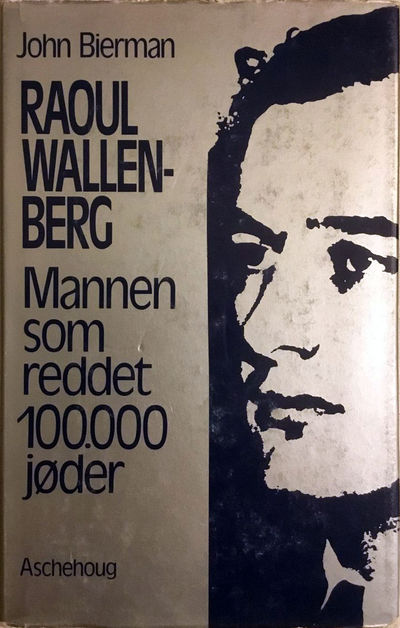 John Bierman
RAOUL
WALLEN-
BERG
Mannen
som
reddet
100.000
jøder
Aschehoug